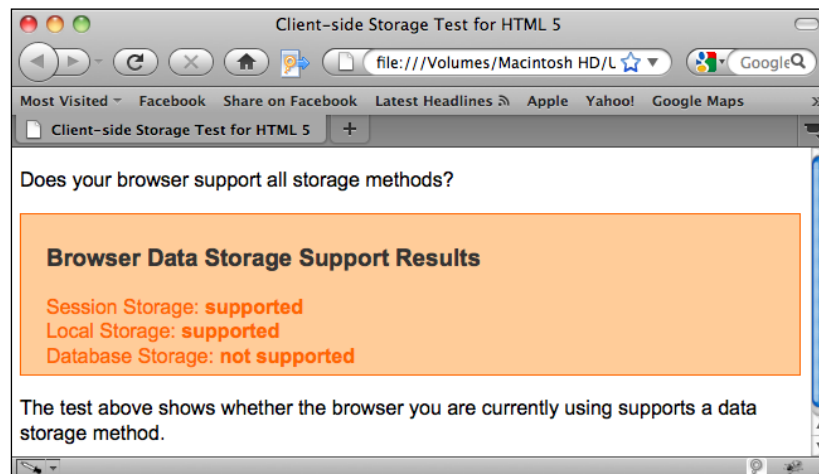 Client-side Storage Test for HTML 5
file:///Volumes/Macintosh HD/L
Google
Most Visited Facebook Share on Facebook Latest Headlines Apple Yahoo! Google Maps
Client-side Storage Test for HTML 5
Does your browser support all storage methods?
Browser Data Storage Support Results
Session Storage: supported
Local Storage: supported
Database Storage: not supported
The test above shows whether the browser you are currently using supports a data
storage method.